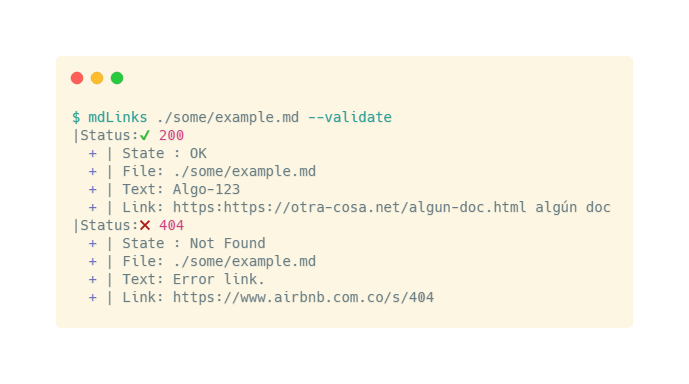 $ mdLinks ./some/example.md --validate
|Status:✔ 200
+ | State : OK
+ | File: ./some/example.md
+ | Text: Algo-123
+ | Link: https:https://otra-cosa.net/algun-doc.html algún doc
|Status:✖ 404
+ | State : Not Found
+ | File: ./some/example.md
+ | Text: Error link.
+ | Link: https://www.airbnb.com.co/s/404